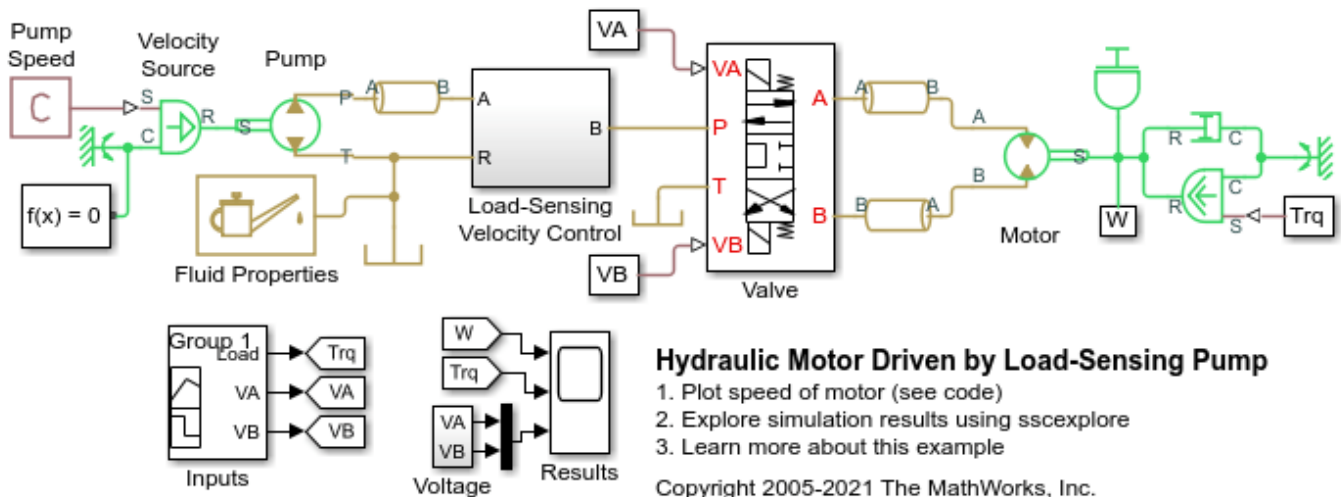 Pump
Speed
C
S
C
Velocity
Source
R
f(x) = 0
Pump
S
P
T
A
B
Fluid Properties
A
R
B
Load-Sensing
Velocity Control
VA
VB
VA
P
T
VB
A
B
Valve
A
B
B
A
A
B
S
Motor
W
R
C
R
C
S
Trq
Group 1
Load
VA
VB
Trq
VA
VB
Inputs
W
Trq
VA
VB
Voltage
Results
Hydraulic Motor Driven by Load-Sensing Pump
1. Plot speed of motor (see code)
2. Explore simulation results using sscexplore
3. Learn more about this example
Copyright 2005-2021 The MathWorks, Inc.